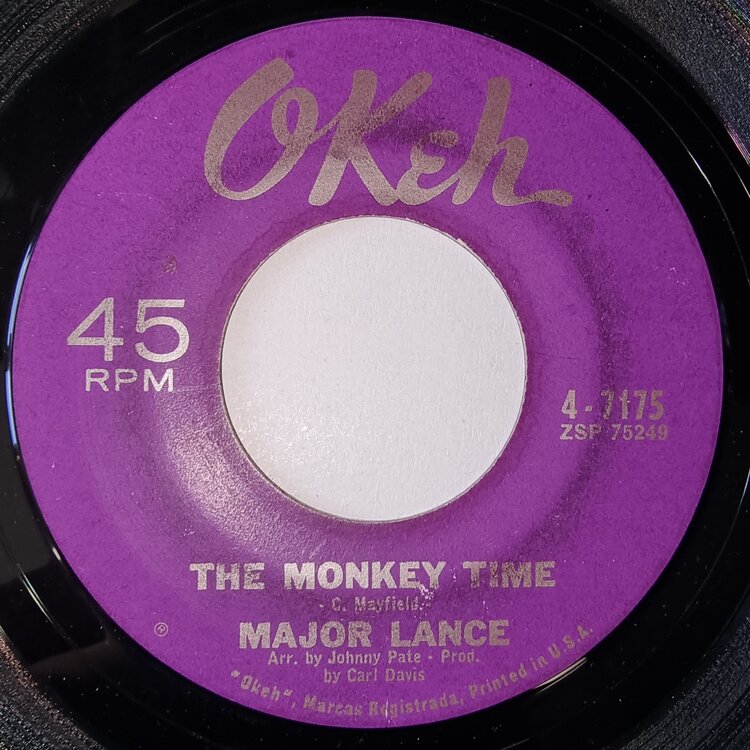 OKeh
45
RPM
4-7175
ZSP 75249
THE MONKEY TIME
- C. Mayfield -
MAJOR LANCE
Arr. by Johnny Pate - Prod.
by Carl Davis
"Okeh", Marcas Registrada, Printed in U.S.A.